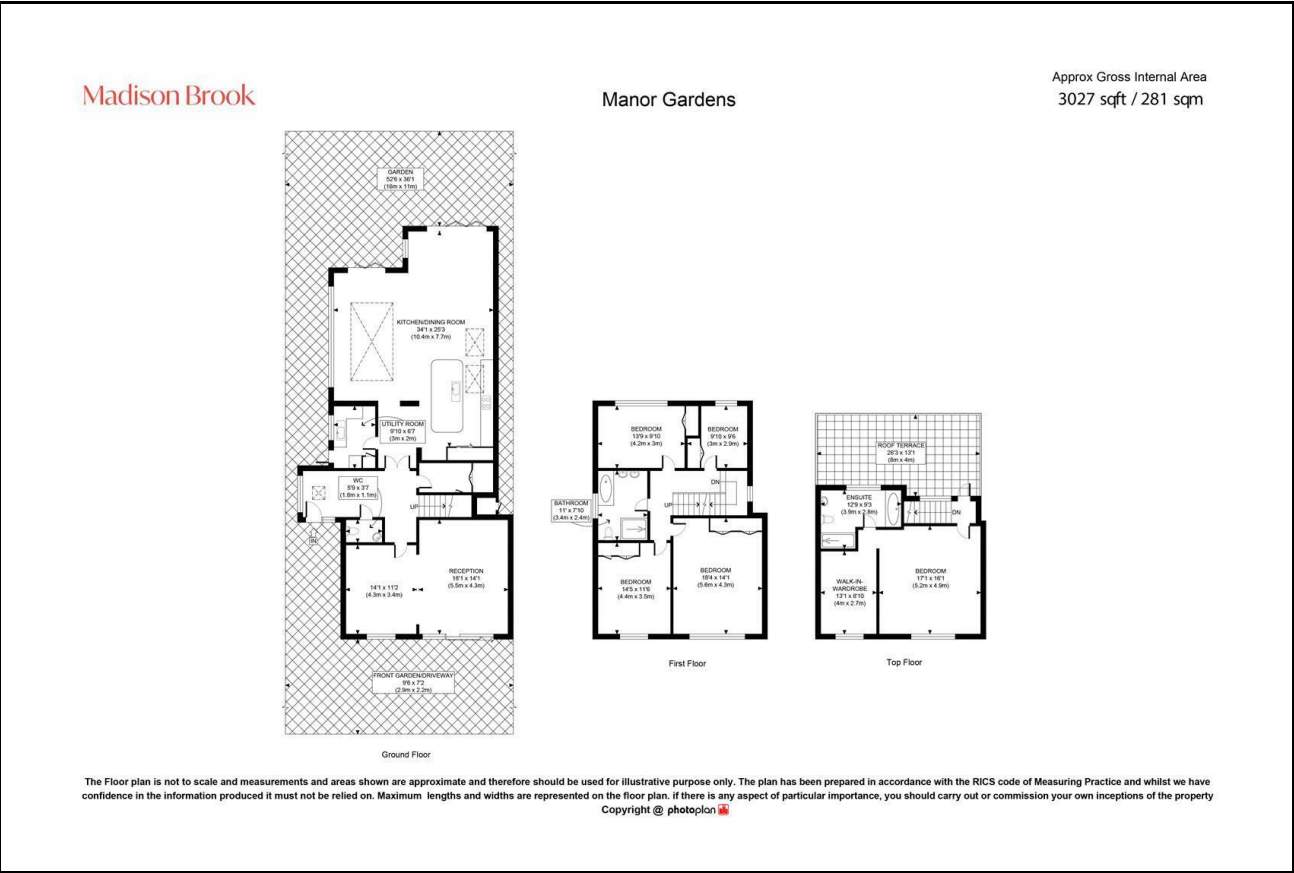 Madison Brook
Manor Gardens
Approx Gross Internal Area
3027 sqft / 281 sqm
GARDEN
52'6 x 36'1
(16m x 11m)
KITCHEN/DINING ROOM
34'1 x 25'3
(10.4m x 7.7m)
UTILITY ROOM
9'10 x 6'7
(3m x 2m)
WC
5'9 x 3'7
(1.8m x 1.1m)
UP
IN
14'1 x 11'2
(4.3m x 3.4m)
RECEPTION
18'1 x 14'1
(5.5m x 4.3m)
FRONT GARDEN/DRIVEWAY
9'6 x 7'2
(2.9m x 2.2m)
Ground Floor
BEDROOM
13'9 x 9'10
(4.2m x 3m)
BEDROOM
9'10 x 9'6
(3m x 2.9m)
DN
UP
BATHROOM
11' x 7'10
(3.4m x 2.4m)
BEDROOM
14'5 x 11'6
(4.4m x 3.5m)
BEDROOM
18'4 x 14'1
(5.6m x 4.3m)
First Floor
ROOF TERRACE
26'3 x 13'1
(8m x 4m)
ENSUITE
12'9 x 9'3
(3.9m x 2.8m)
DN
WALK-IN-
WARDROBE
13'1 x 8'10
(4m x 2.7m)
BEDROOM
17'1 x 16'1
(5.2m x 4.9m)
Top Floor
The Floor plan is not to scale and measurements and areas shown are approximate and therefore should be used for illustrative purpose only. The plan has been prepared in accordance with the RICS code of Measuring Practice and whilst we have
confidence in the information produced it must not be relied on. Maximum lengths and widths are represented on the floor plan. if there is any aspect of particular importance, you should carry out or commission your own inceptions of the property
Copyright @ photoplan